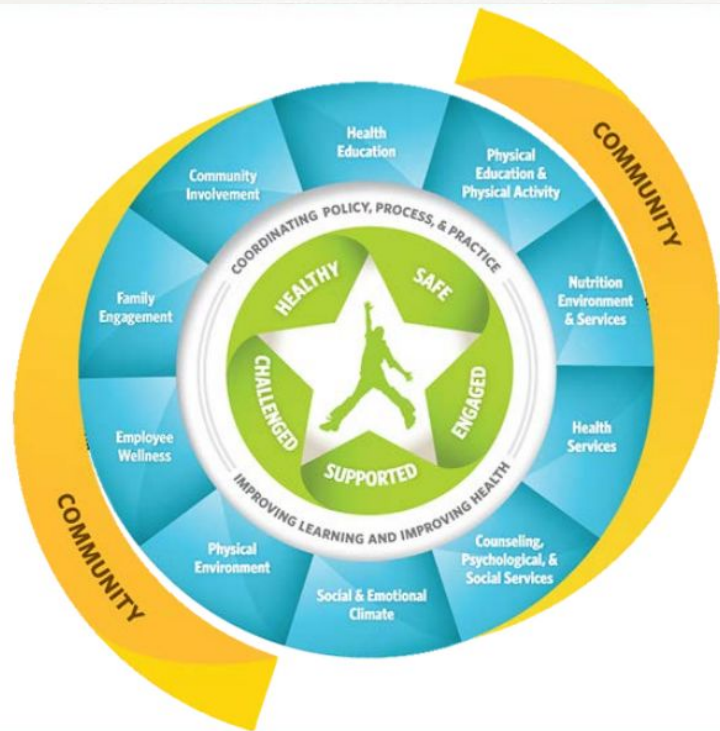 COMMUNITY
Health
Education
Physical
Education &
Physical Activity
Nutrition
Environment
& Services
Health
Services
Counseling,
Psychological, &
Social Services
Social & Emotional
Climate
Physical
Environment
Employee
Wellness
Family
Engagement
Community
Involvement
COORDINATING POLICY, PROCESS, & PRACTICE
IMPROVING LEARNING AND IMPROVING HEALTH
HEALTHY
SAFE
ENGAGED
SUPPORTED
CHALLENGED
COMMUNITY